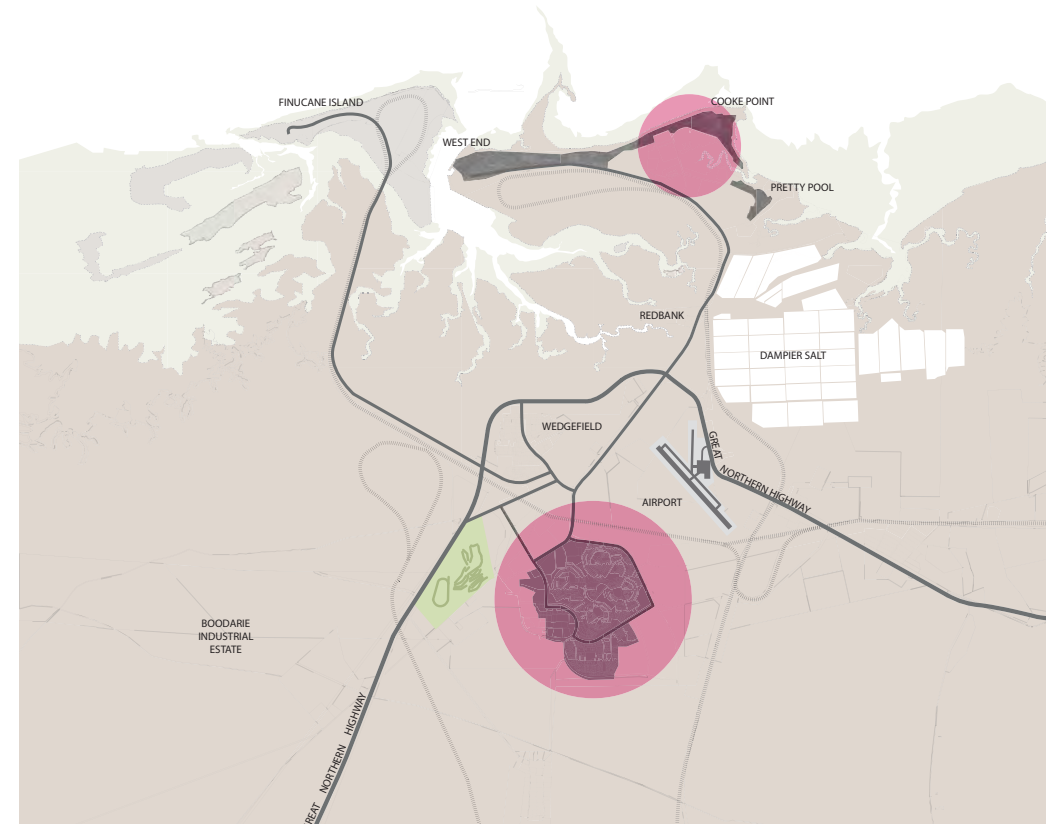 COOKE POINT
FINUCANE ISLAND
WEST END
PRETTY POOL
REDBANK
DAMPIER SALT
WEDGEFIELD
GREAT NORTHERN HIGHWAY
AIRPORT
BOODARIE
INDUSTRIAL
ESTATE
REAT NORTHERN HIGHWAY